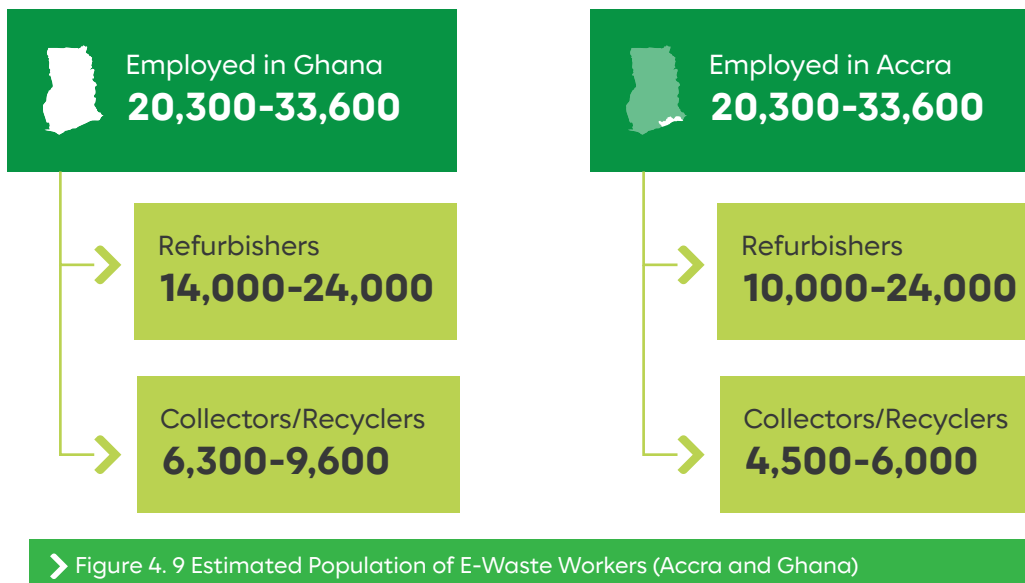 Employed in Ghana
20,300-33,600
Refurbishers
14,000-24,000
Collectors/Recyclers
6,300-9,600
Employed in Accra
20,300-33,600
Refurbishers
10,000-24,000
Collectors/Recyclers
4,500-6,000
Figure 4. 9 Estimated Population of E-Waste Workers (Accra and Ghana)